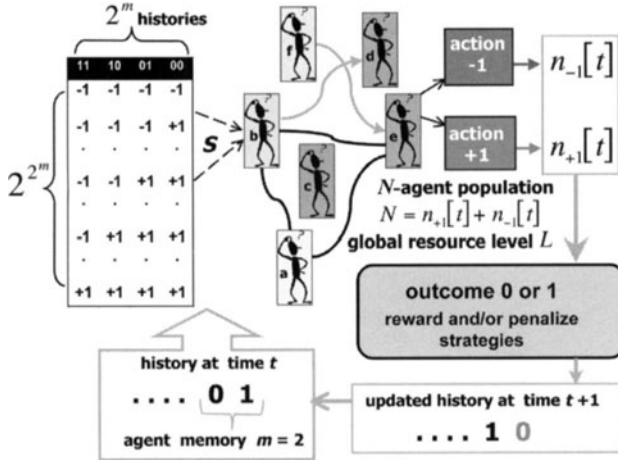 2^m histories
11 10 01 00
-1 -1 -1 -1
-1 -1 -1 +1
. . . .
-1 -1 +1 +1
. . . .
-1 +1 +1 +1
. . . .
+1 +1 +1 +1
2^{2^m}
S
f
d
b
e
c
a
? ? ? ? ? ?
action
-1
action
+1
n_{-1}[t]
n_{+1}[t]
N-agent population
N = n_{+1}[t] + n_{-1}[t]
global resource level L
outcome 0 or 1
reward and/or penalize
strategies
history at time t
. . . . 0 1
agent memory m = 2
updated history at time t+1
. . . . 1 0